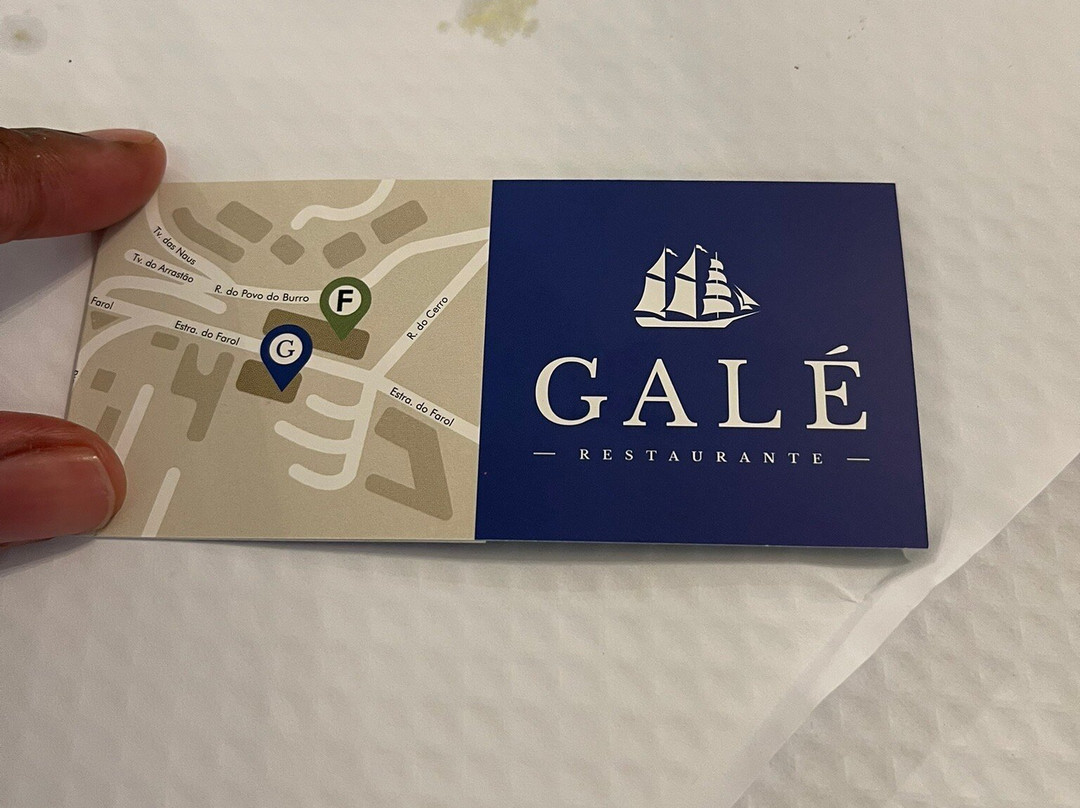 Tv. das Naus
Tv. do Arrastão
R. do Povo do Burro
F
Farol
Estra. do Farol
G
R. do Cerro
Estra. do Farol
GALÉ
— RESTAURANTE —